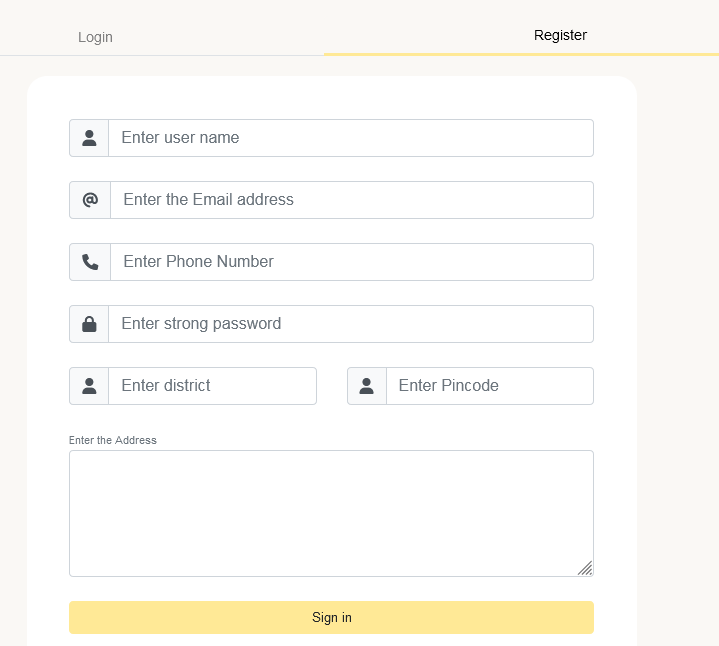 Login
Register
Enter user name
Enter the Email address
Enter Phone Number
Enter strong password
Enter district
Enter Pincode
Enter the Address
Sign in